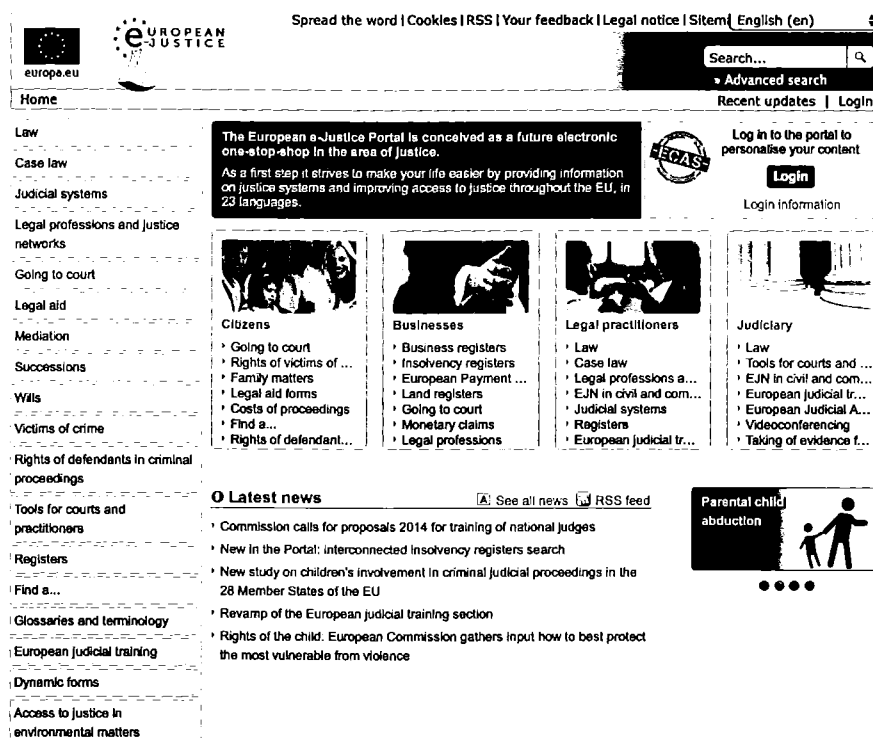 Spread the word | Cookies | RSS | Your feedback | Legal notice | Sitem
English (en)
europa.eu
EUROPEAN
e-JUSTICE
Search...
» Advanced search
Home
Recent updates | Login
Law
Case law
Judicial systems
Legal professions and justice
networks
Going to court
Legal aid
Mediation
Successions
Wills
Victims of crime
Rights of defendants in criminal
proceedings
Tools for courts and
practitioners
Registers
Find a...
Glossaries and terminology
European judicial training
Dynamic forms
Access to justice in
environmental matters
The European e-Justice Portal is conceived as a future electronic
one-stop-shop in the area of justice.
As a first step it strives to make your life easier by providing information
on justice systems and improving access to justice throughout the EU, in
23 languages.
ECAS
Log in to the portal to
personalise your content
Login
Login information
Citizens
Going to court
Rights of victims of ...
Family matters
Legal aid forms
Costs of proceedings
Find a...
Rights of defendant...
Businesses
Business registers
Insolvency registers
European Payment ...
Land registers
Going to court
Monetary claims
Legal professions
Legal practitioners
Law
Case law
Legal professions a...
EJN in civil and com...
Judicial systems
Registers
European judicial tr...
Judiciary
Law
Tools for courts and ...
EJN in civil and com...
European judicial tr...
European Judicial A...
Videoconferencing
Taking of evidence f...
Latest news
See all news
RSS feed
Commission calls for proposals 2014 for training of national judges
New in the Portal: interconnected insolvency registers search
New study on children's involvement in criminal judicial proceedings in the
28 Member States of the EU
Revamp of the European judicial training section
Rights of the child: European Commission gathers input how to best protect
the most vulnerable from violence
Parental child
abduction